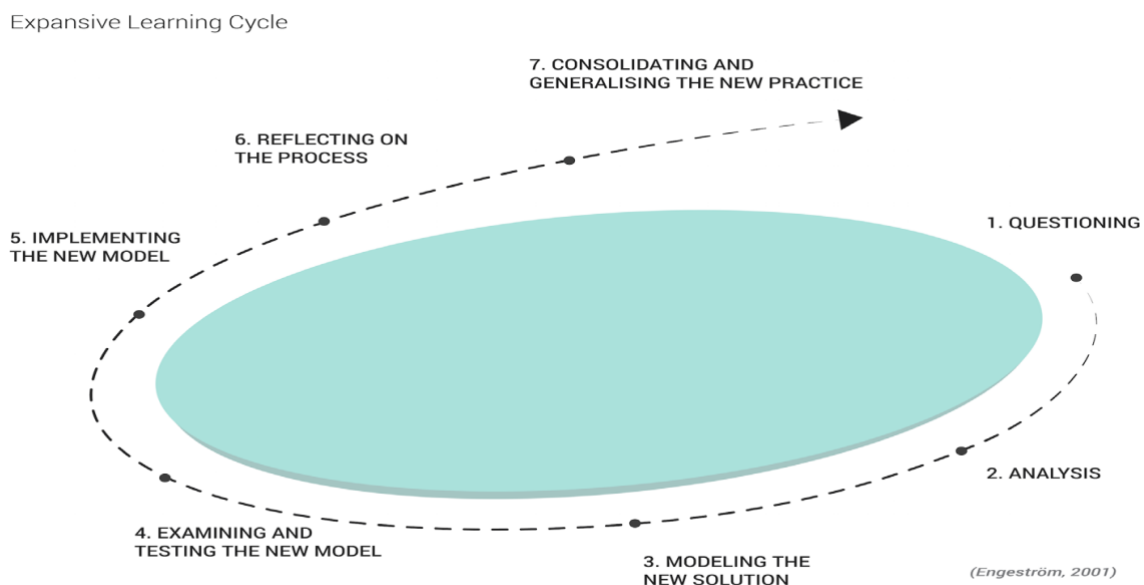 Expansive Learning Cycle
7. CONSOLIDATING AND
GENERALISING THE NEW PRACTICE
6. REFLECTING ON
THE PROCESS
5. IMPLEMENTING
THE NEW MODEL
1. QUESTIONING
2. ANALYSIS
4. EXAMINING AND
TESTING THE NEW MODEL
3. MODELING THE
NEW SOLUTION
(Engeström, 2001)